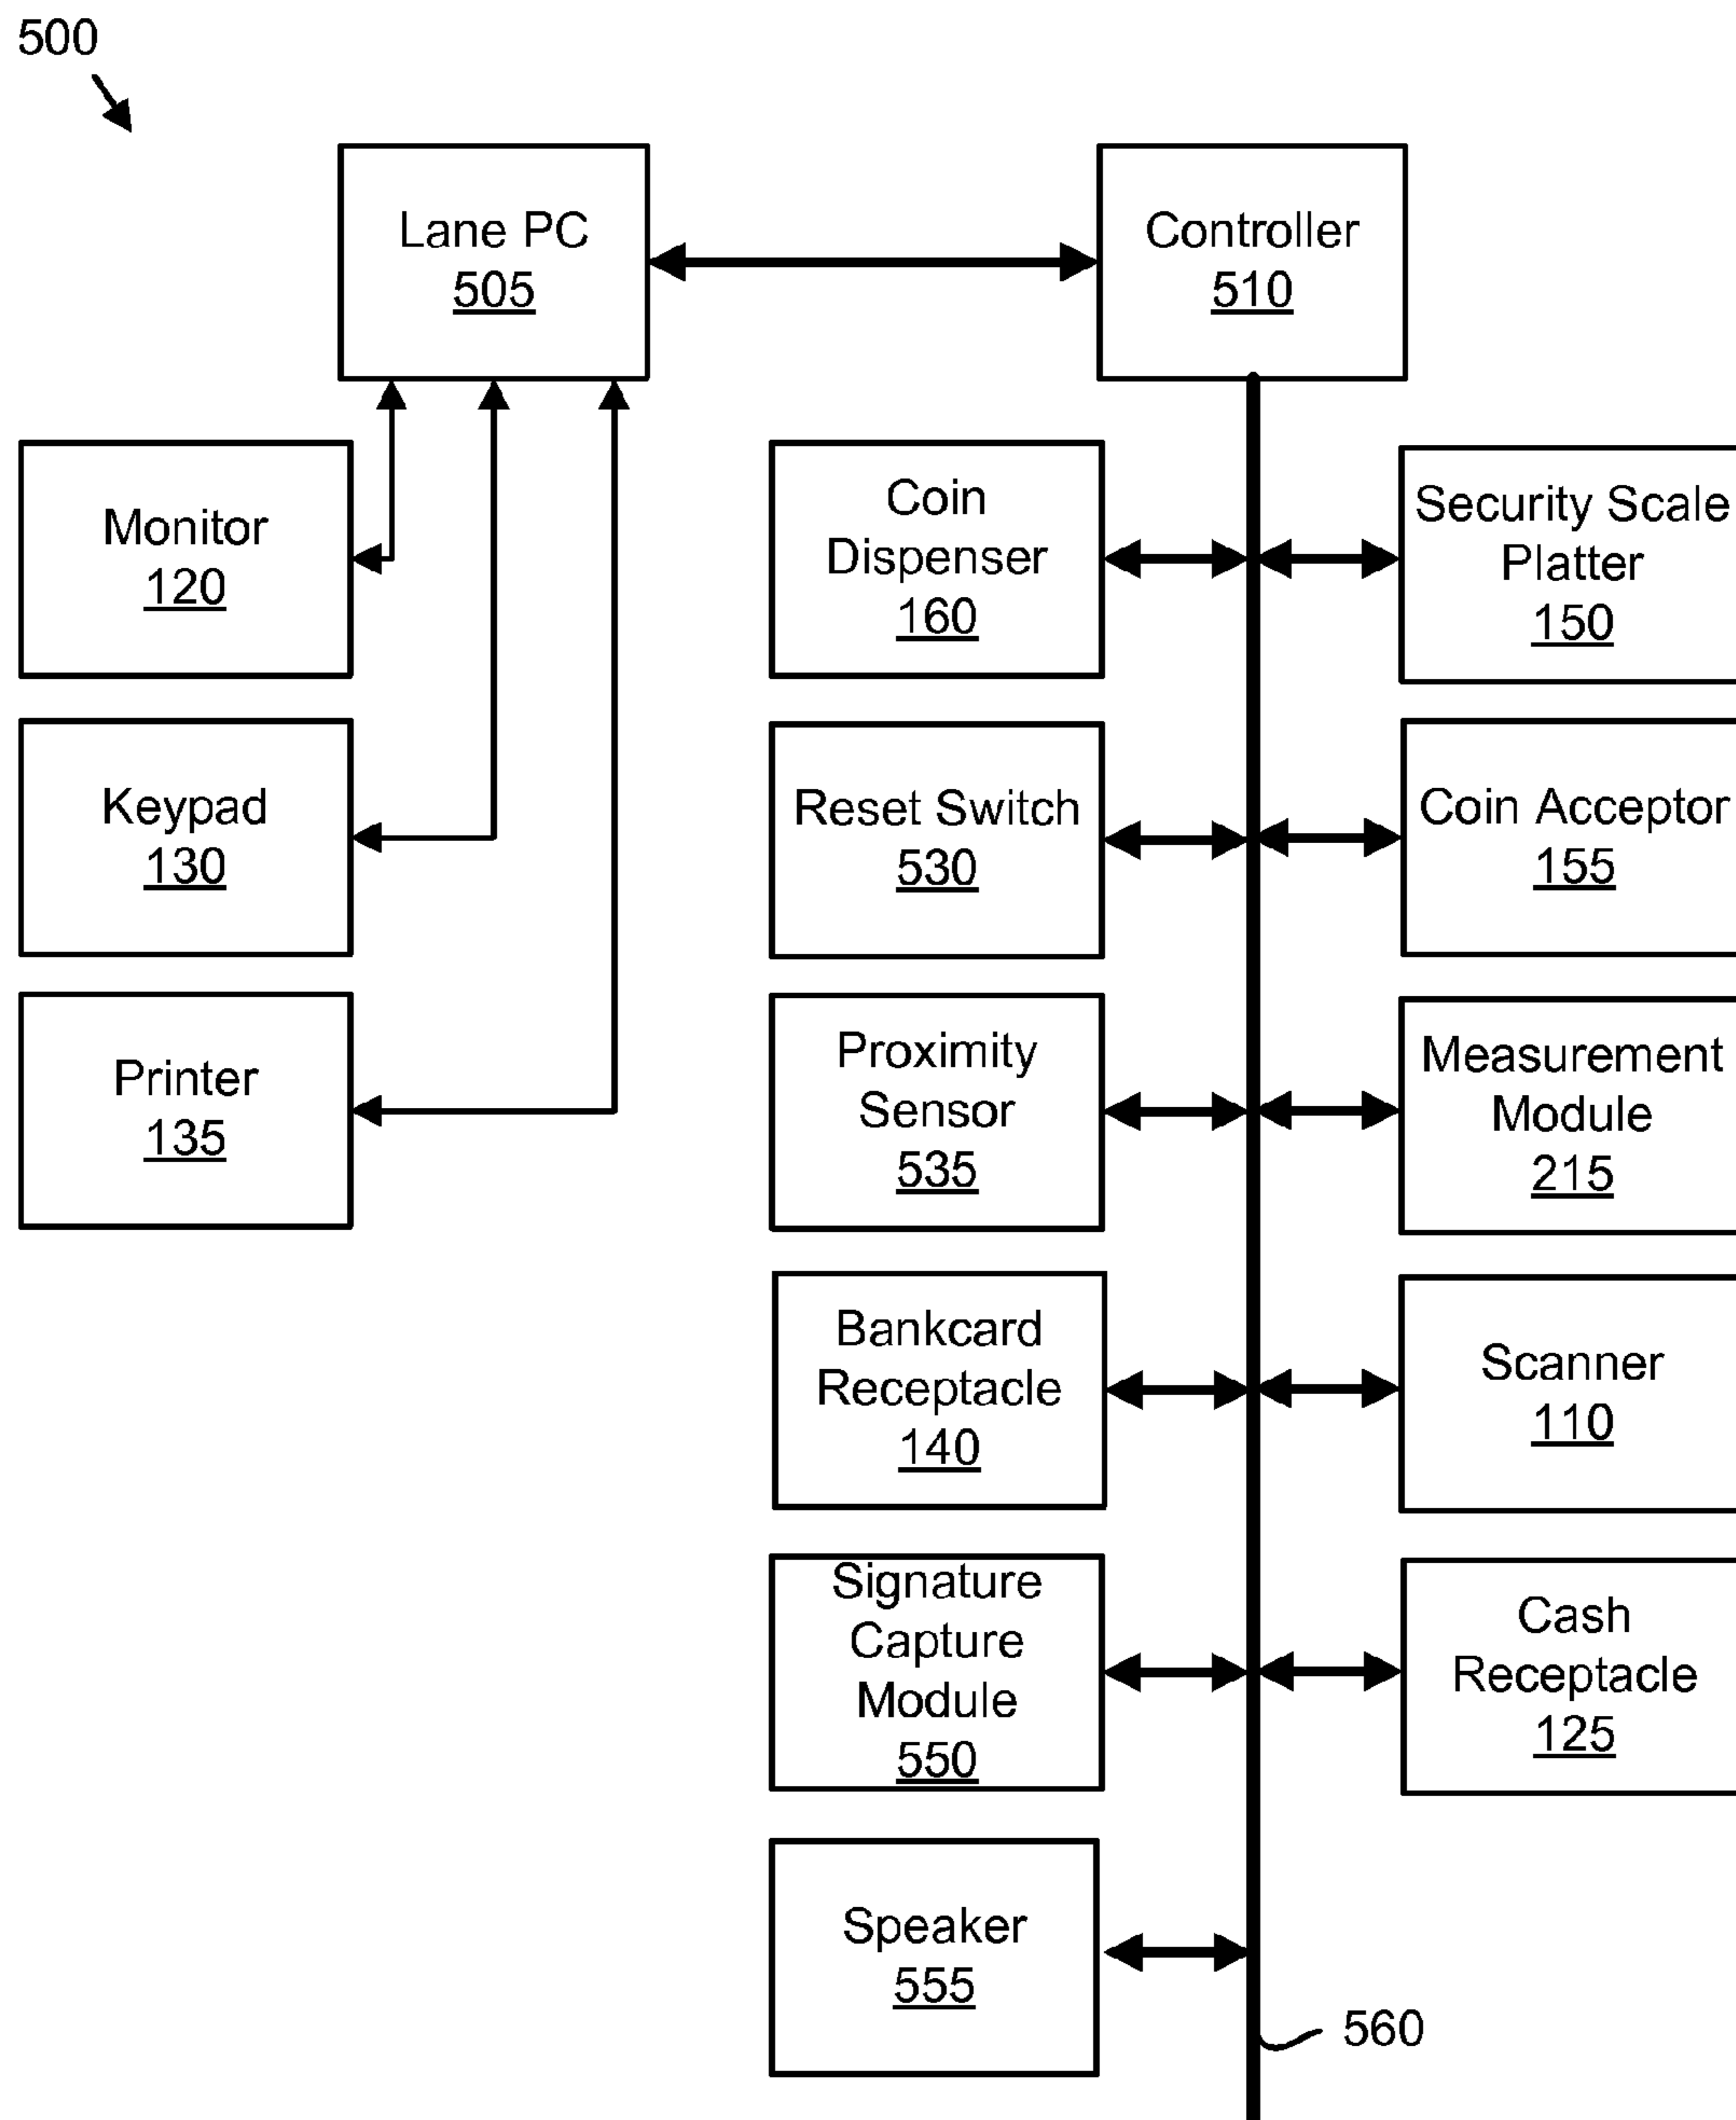 500
Lane PC
505
Controller
510
Monitor
120
Keypad
130
Printer
135
Coin
Dispenser
160
Security Scale
Platter
150
Reset Switch
530
Coin Acceptor
155
Proximity
Sensor
535
Measurement
Module
215
Bankcard
Receptacle
140
Scanner
110
Signature
Capture
Module
550
Cash
Receptacle
125
Speaker
555
560